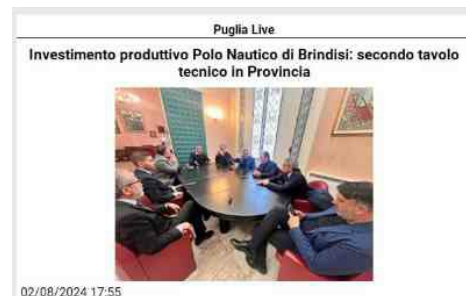 Puglia Live
Investimento produttivo Polo Nautico di Brindisi: secondo tavolo
tecnico in Provincia
02/08/2024 17:55